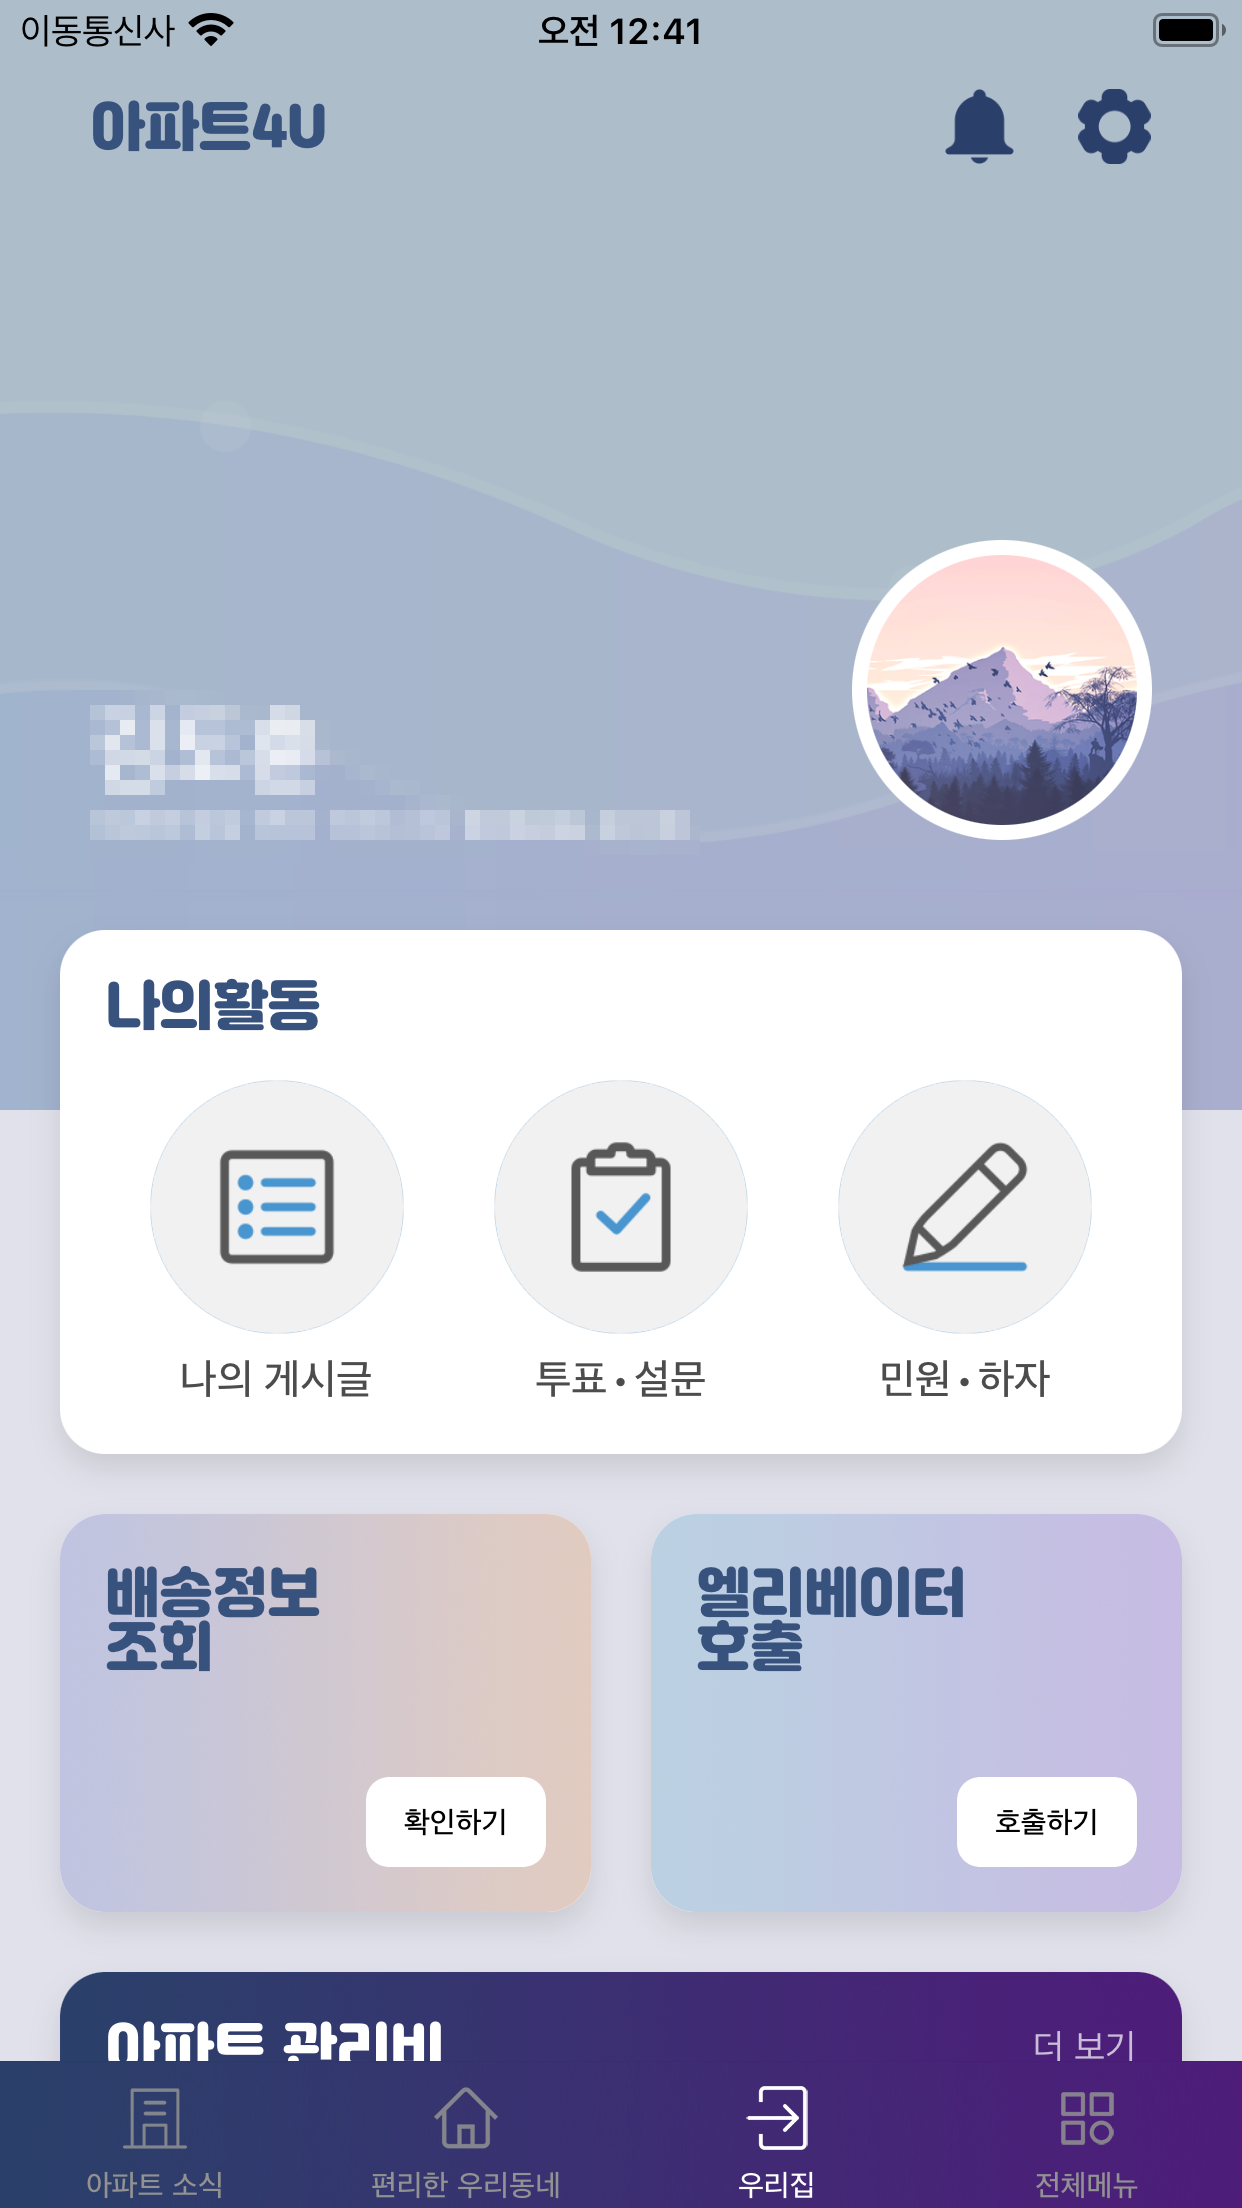 이동통신사 오전 12:41
아파트4U
나의활동
나의 게시글 투표 • 설문 민원 • 하자
배송정보
조회
확인하기
엘리베이터
호출
호출하기
아파트 관리비 더 보기
아파트 소식 편리한 우리동네 우리집 전체메뉴